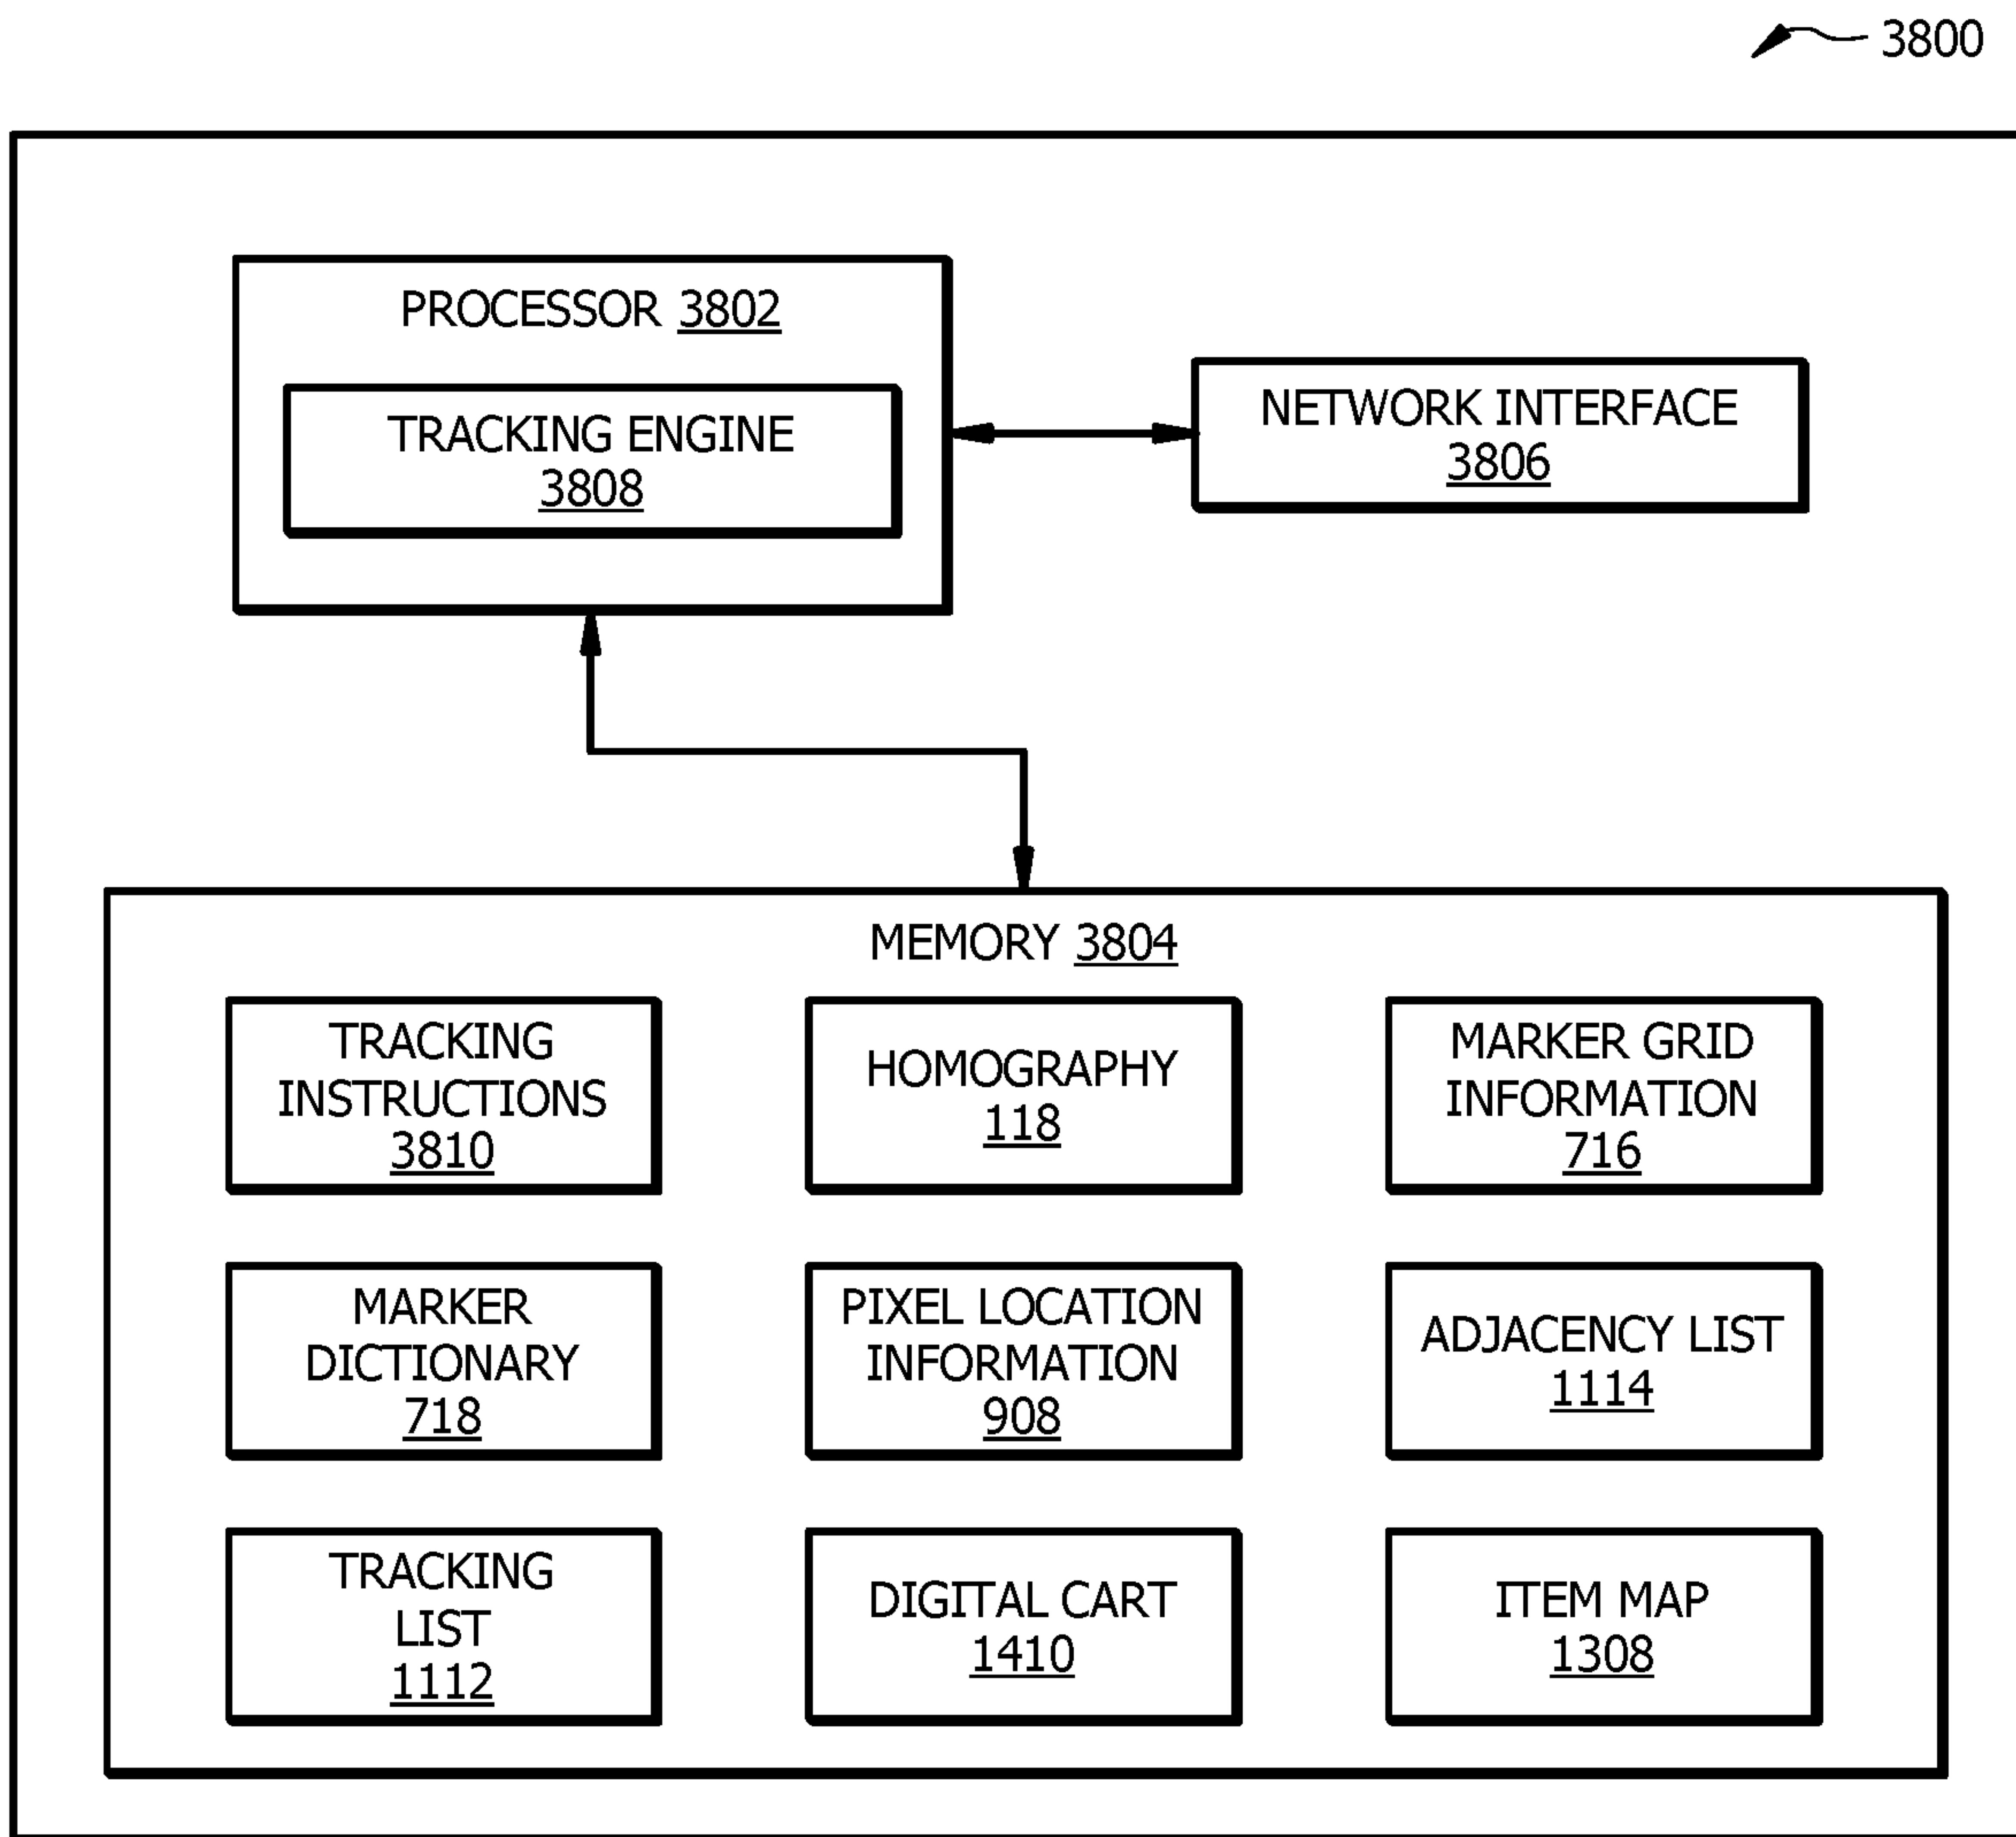 3800
PROCESSOR 3802
TRACKING ENGINE
3808
NETWORK INTERFACE
3806
MEMORY 3804
TRACKING
INSTRUCTIONS
3810
HOMOGRAPHY
118
MARKER GRID
INFORMATION
716
MARKER
DICTIONARY
718
PIXEL LOCATION
INFORMATION
908
ADJACENCY LIST
1114
TRACKING
LIST
1112
DIGITAL CART
1410
ITEM MAP
1308